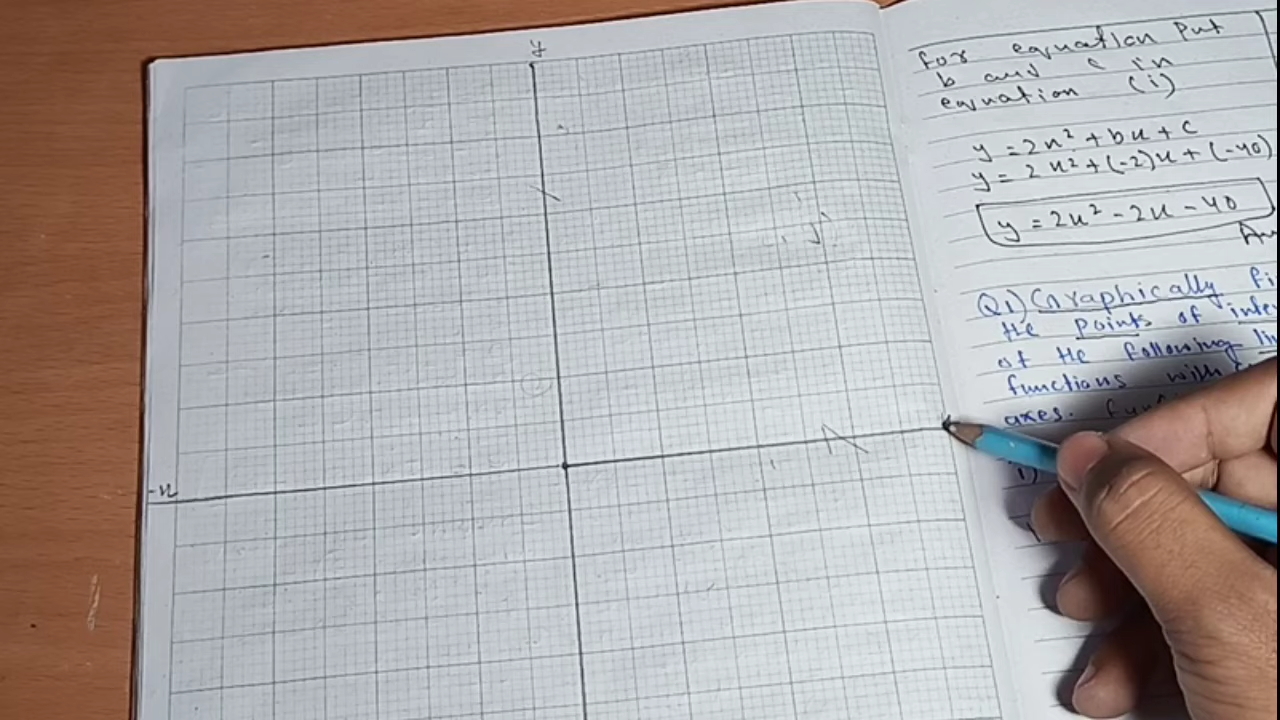 y
-x
for equation Put
b and c in
equation (i)
y = 2x² + bx + c
y = 2x² + (-2)x + (-40)
y = 2x² - 2x - 40
Q1) Graphically
the points of
of the following
functions with
axes.
i)